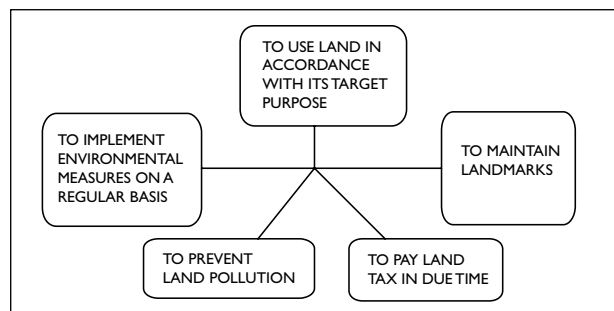 TO USE LAND IN
ACCORDANCE
WITH ITS TARGET
PURPOSE
TO IMPLEMENT
ENVIRONMENTAL
MEASURES ON A
REGULAR BASIS
TO MAINTAIN
LANDMARKS
TO PREVENT
LAND POLLUTION
TO PAY LAND
TAX IN DUE TIME